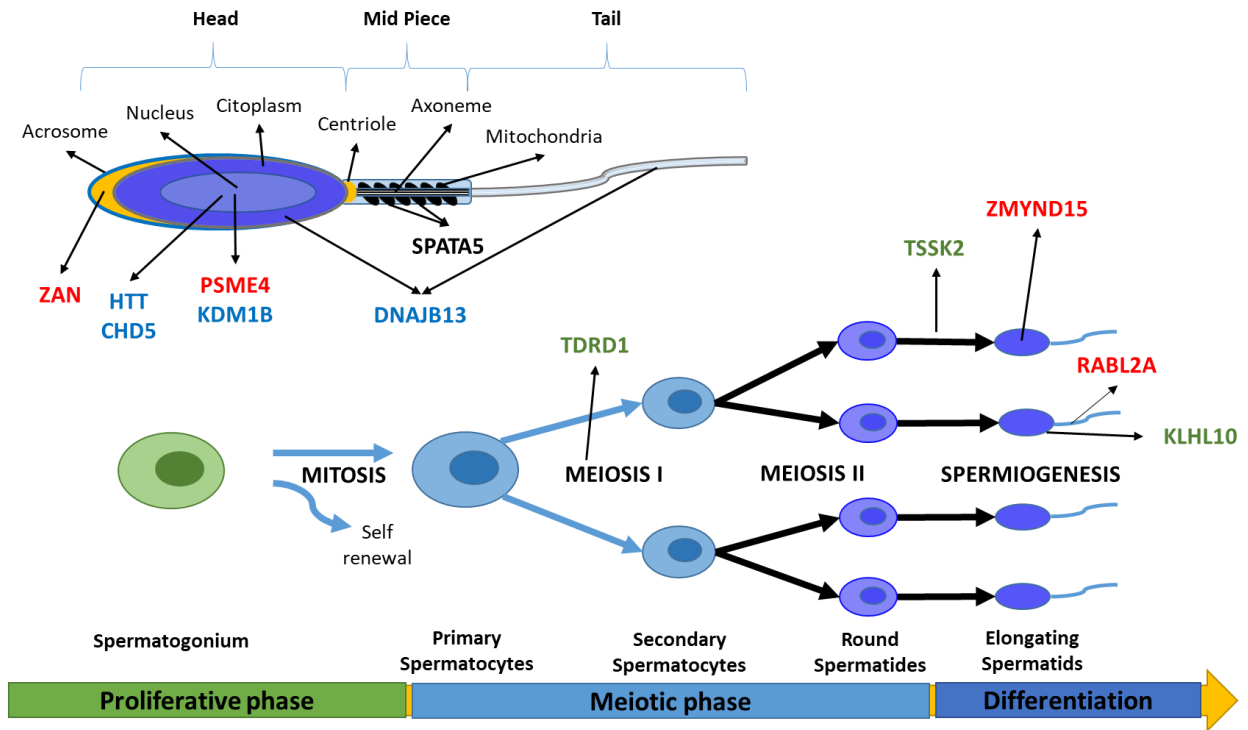 Head
Mid Piece
Tail
Acrosome
Nucleus
Citoplasm
Centriole
Axoneme
Mitochondria
SPATA5
ZAN
HTT
CHD5
PSME4
KDM1B
DNAJB13
ZMYND15
TSSK2
TDRD1
RABL2A
KLHL10
MITOSIS
MEIOSIS I
MEIOSIS II
SPERMIOGENESIS
Self
renewal
Spermatogonium
Primary
Spermatocytes
Secondary
Spermatocytes
Round
Spermatides
Elongating
Spermatids
Proliferative phase
Meiotic phase
Differentiation